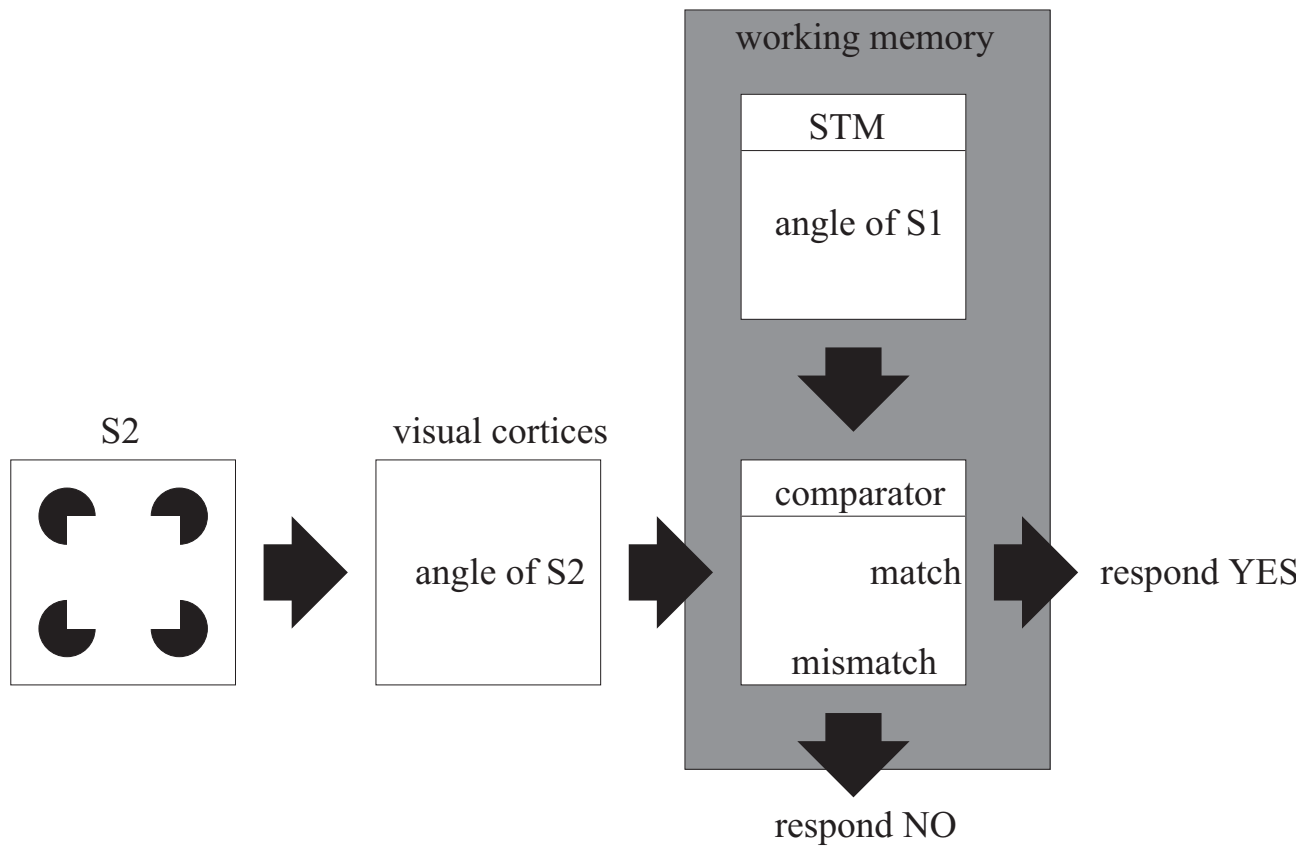 working memory
STM
angle of S1
S2
visual cortices
comparator
angle of S2
match
respond YES
mismatch
respond NO